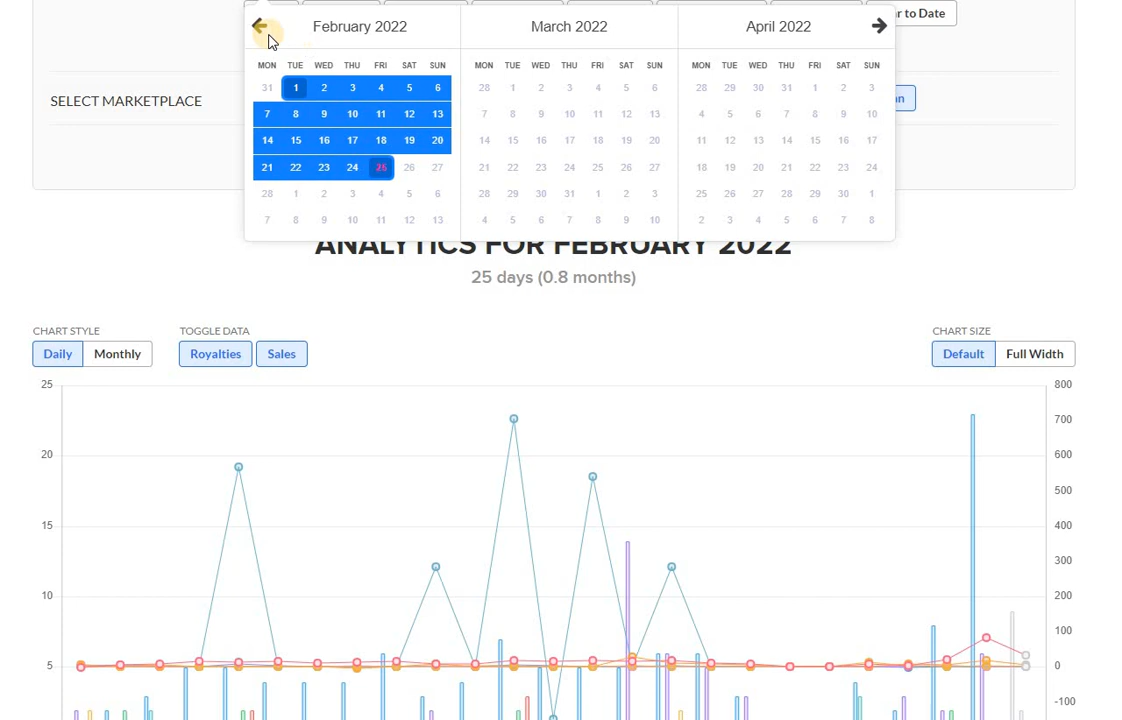 r to Date
February 2022
March 2022
April 2022
MON TUE WED THU FRI SAT SUN
31 1 2 3 4 5 6
7 8 9 10 11 12 13
14 15 16 17 18 19 20
21 22 23 24 25 26 27
28 1 2 3 4 5 6
7 8 9 10 11 12 13
MON TUE WED THU FRI SAT SUN
28 1 2 3 4 5 6
7 8 9 10 11 12 13
14 15 16 17 18 19 20
21 22 23 24 25 26 27
28 29 30 31 1 2 3
4 5 6 7 8 9 10
MON TUE WED THU FRI SAT SUN
28 29 30 31 1 2 3
4 5 6 7 8 9 10
11 12 13 14 15 16 17
18 19 20 21 22 23 24
25 26 27 28 29 30 1
2 3 4 5 6 7 8
SELECT MARKETPLACE
an
ANALYTICS FOR FEBRUARY 2022
25 days (0.8 months)
CHART STYLE
Daily Monthly
TOGGLE DATA
Royalties Sales
CHART SIZE
Default Full Width
25
20
15
10
5
800
700
600
500
400
300
200
100
0
-100